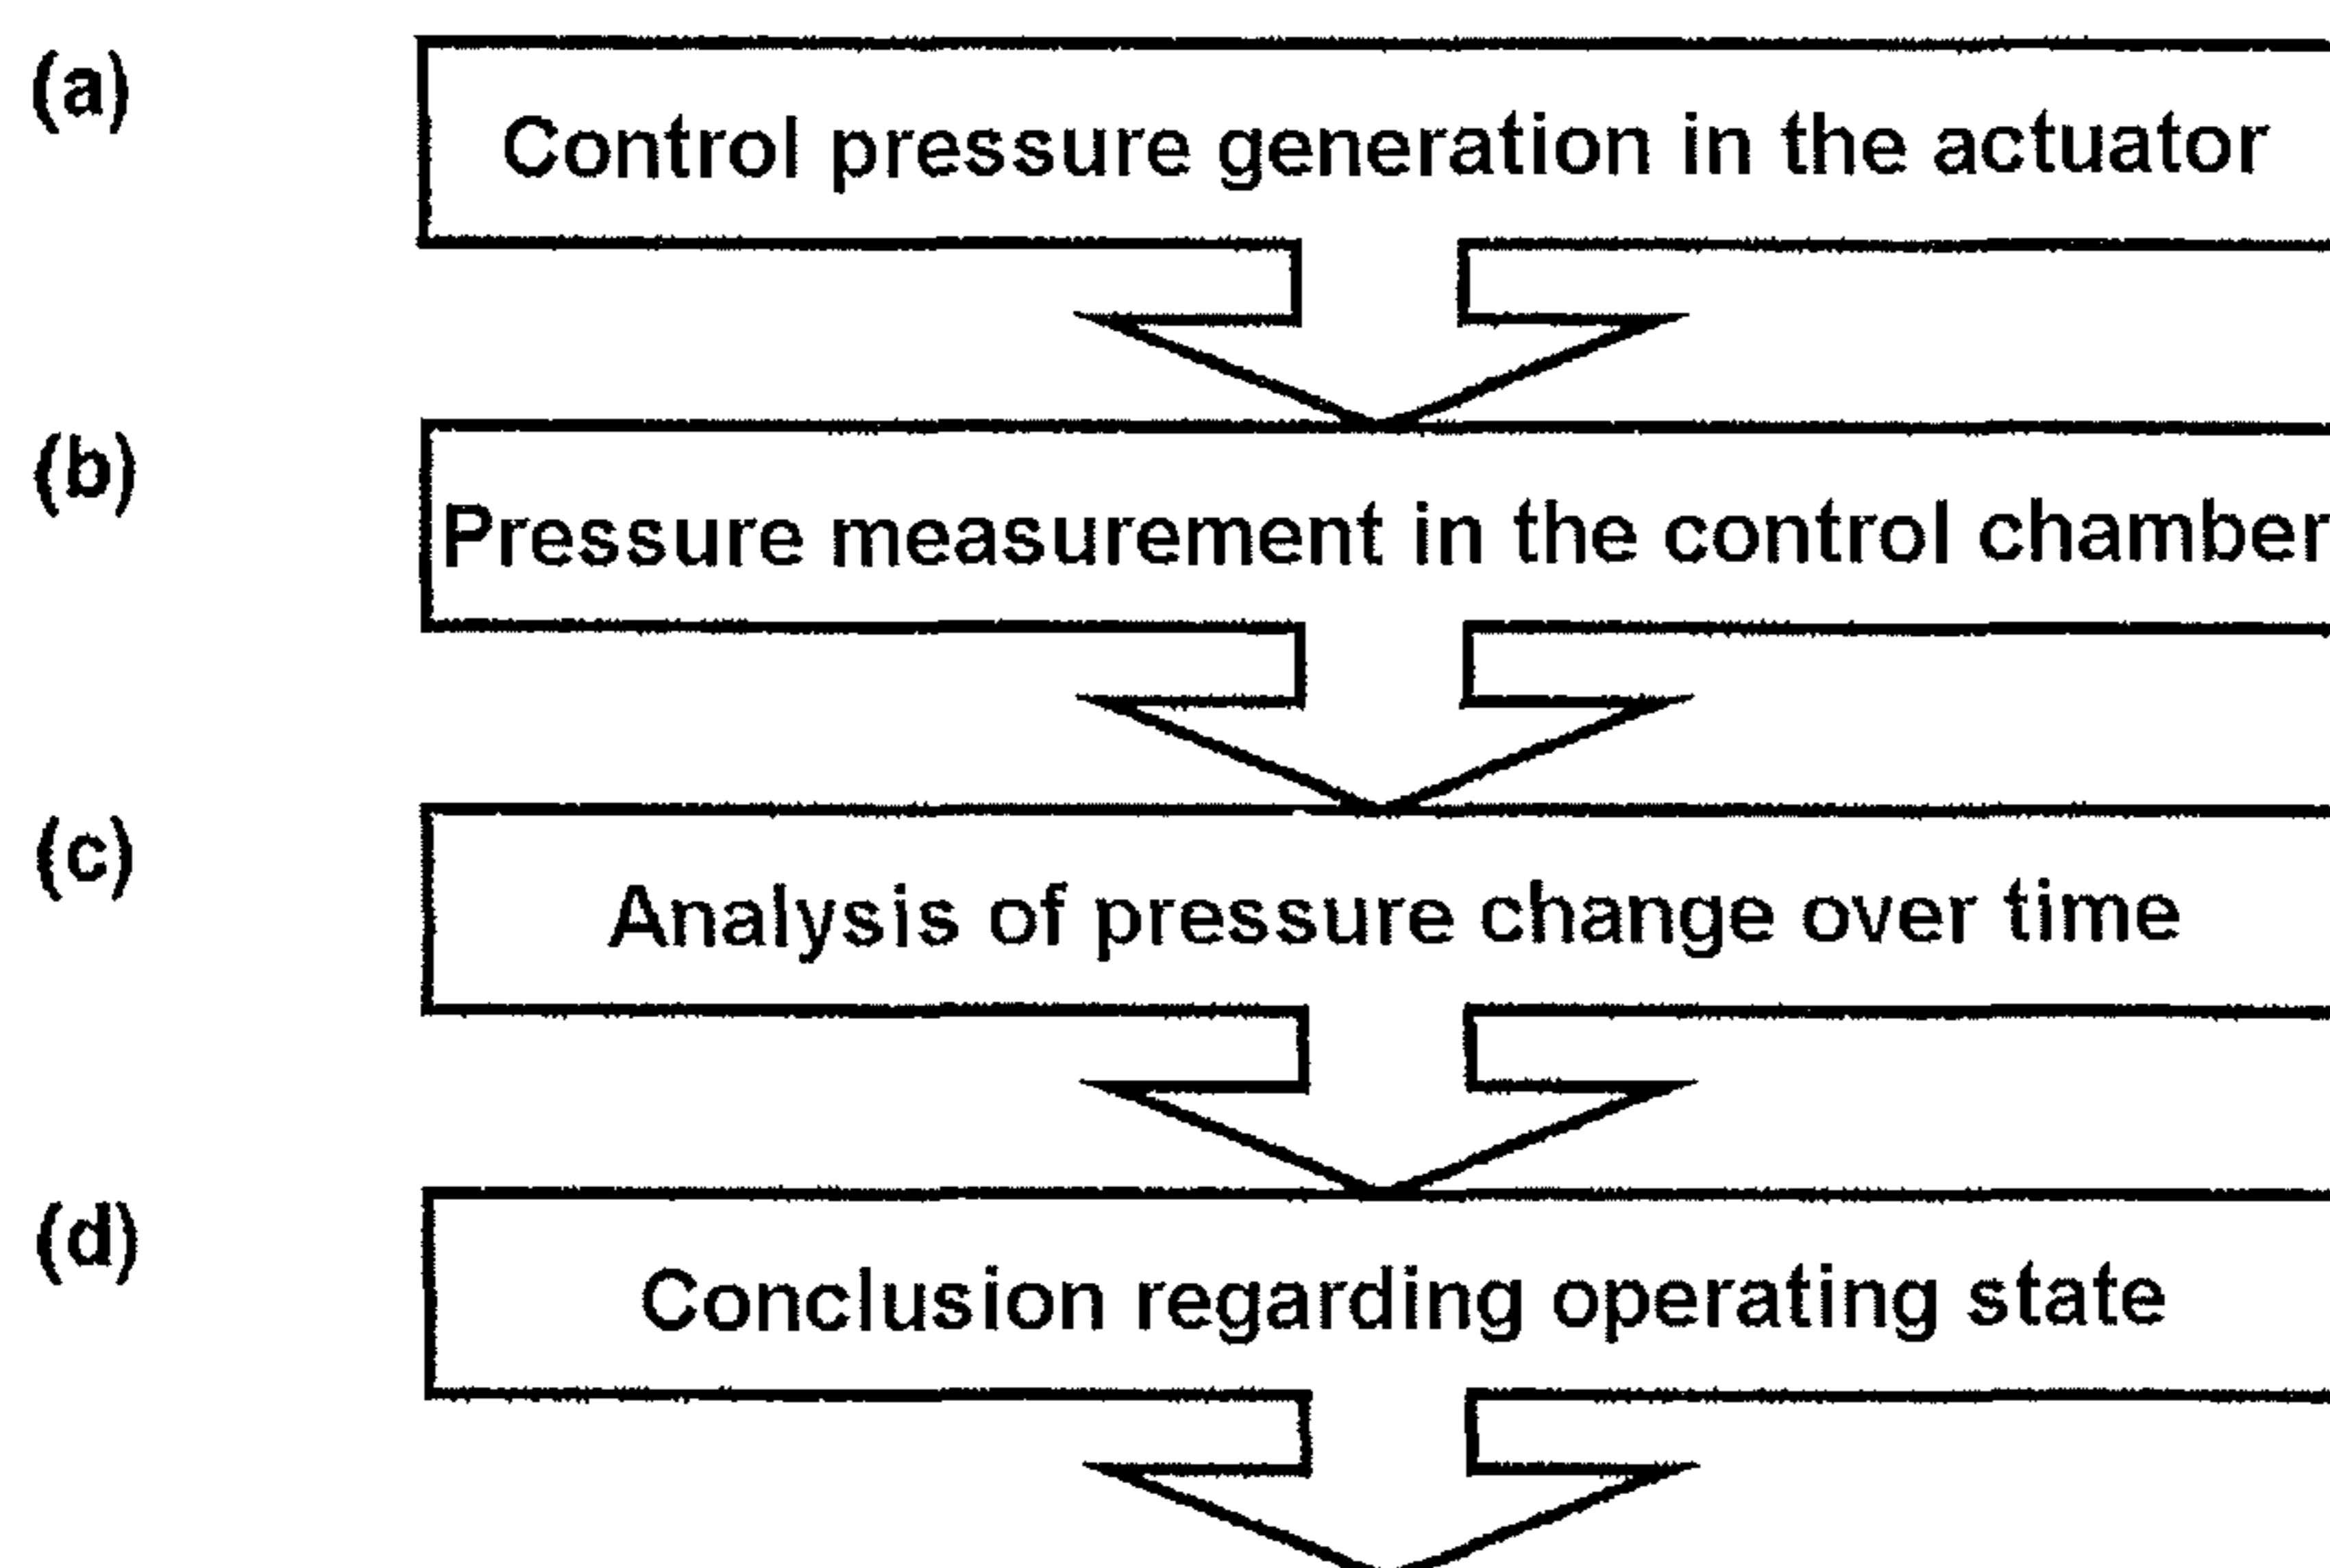 (a)
Control pressure generation in the actuator
(b)
Pressure measurement in the control chamber
(c)
Analysis of pressure change over time
(d)
Conclusion regarding operating state